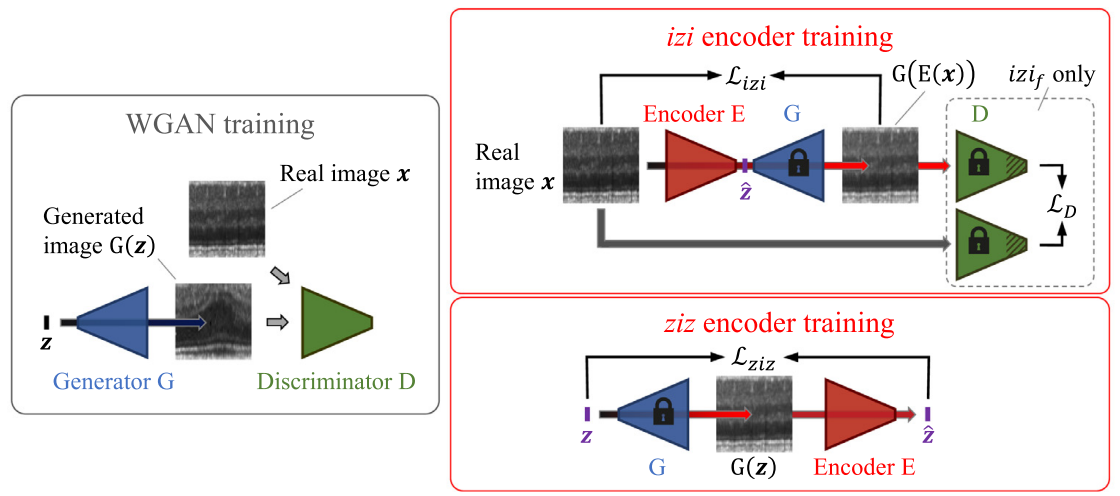 WGAN training
Real image x
Generated
image G(z)
z
Generator G
Discriminator D
izi encoder training
ℒizi
G(E(x))
izif only
Encoder E
G
D
Real
image x
ẑ
ℒD
ziz encoder training
ℒziz
z
ẑ
G
G(z)
Encoder E